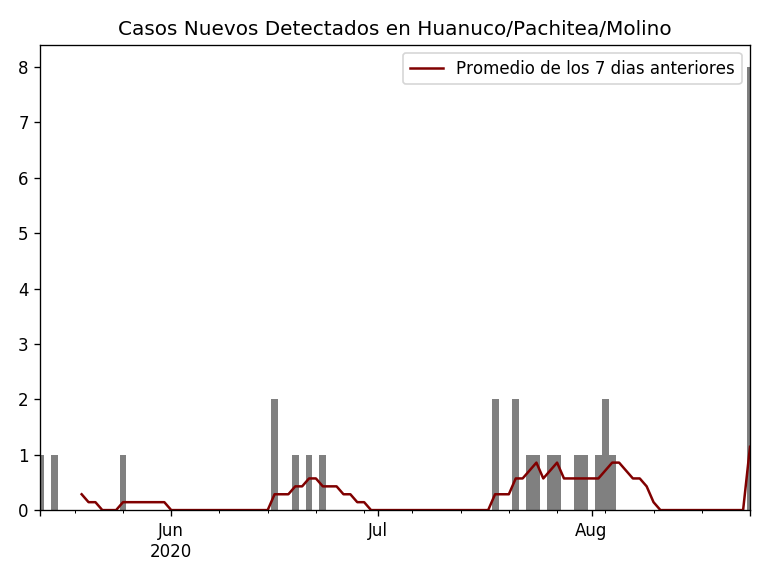 Casos Nuevos Detectados en Huanuco/Pachitea/Molino
Promedio de los 7 dias anteriores
8
7
6
5
4
3
2
1
0
Jun
2020
Jul
Aug